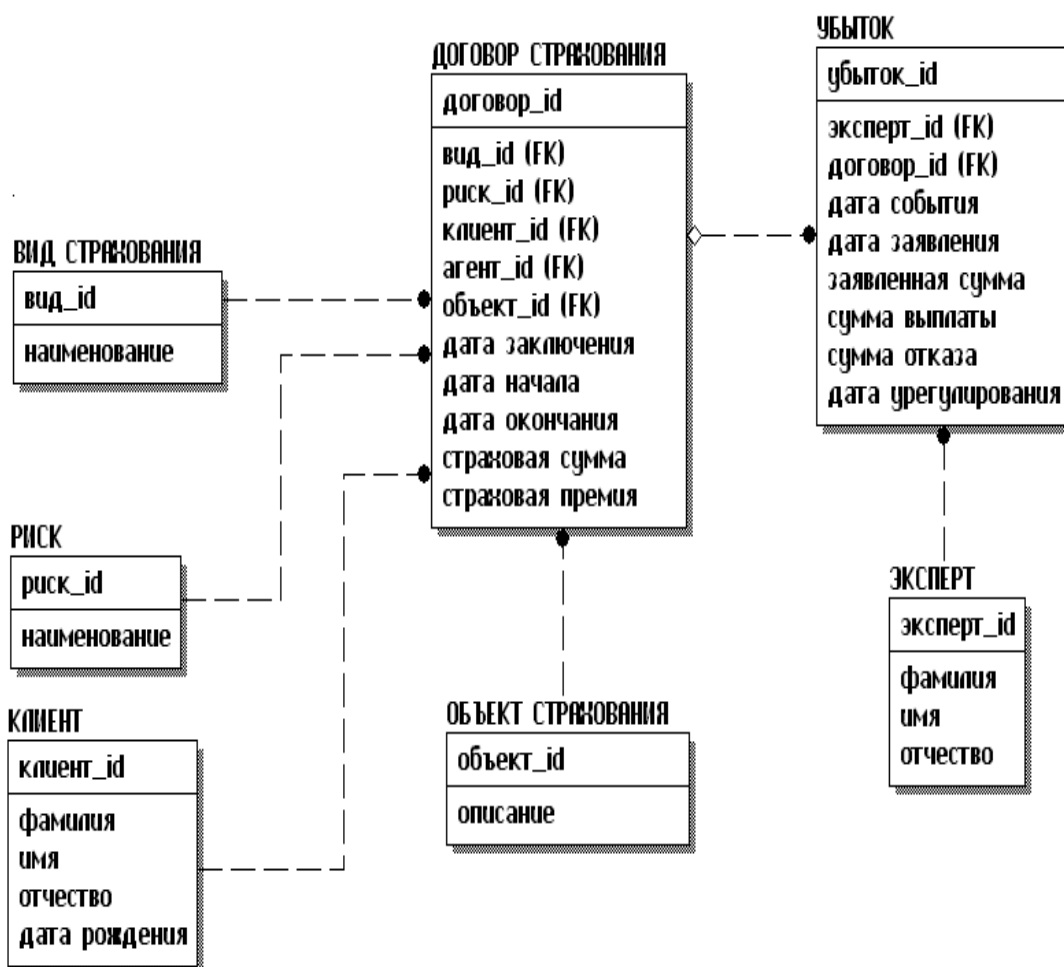 ВИД СТРАХОВАНИЯ
вид_id
наименование
РИСК
риск_id
наименование
КЛИЕНТ
клиент_id
фамилия
имя
отчество
дата рождения
ДОГОВОР СТРАХОВАНИЯ
договор_id
вид_id (FK)
риск_id (FK)
клиент_id (FK)
агент_id (FK)
объект_id (FK)
дата заключения
дата начала
дата окончания
страховая сумма
страховая премия
ОБЪЕКТ СТРАХОВАНИЯ
объект_id
описание
УБЫТОК
убыток_id
эксперт_id (FK)
договор_id (FK)
дата события
дата заявления
заявленная сумма
сумма выплаты
сумма отказа
дата урегулирования
ЭКСПЕРТ
эксперт_id
фамилия
имя
отчество